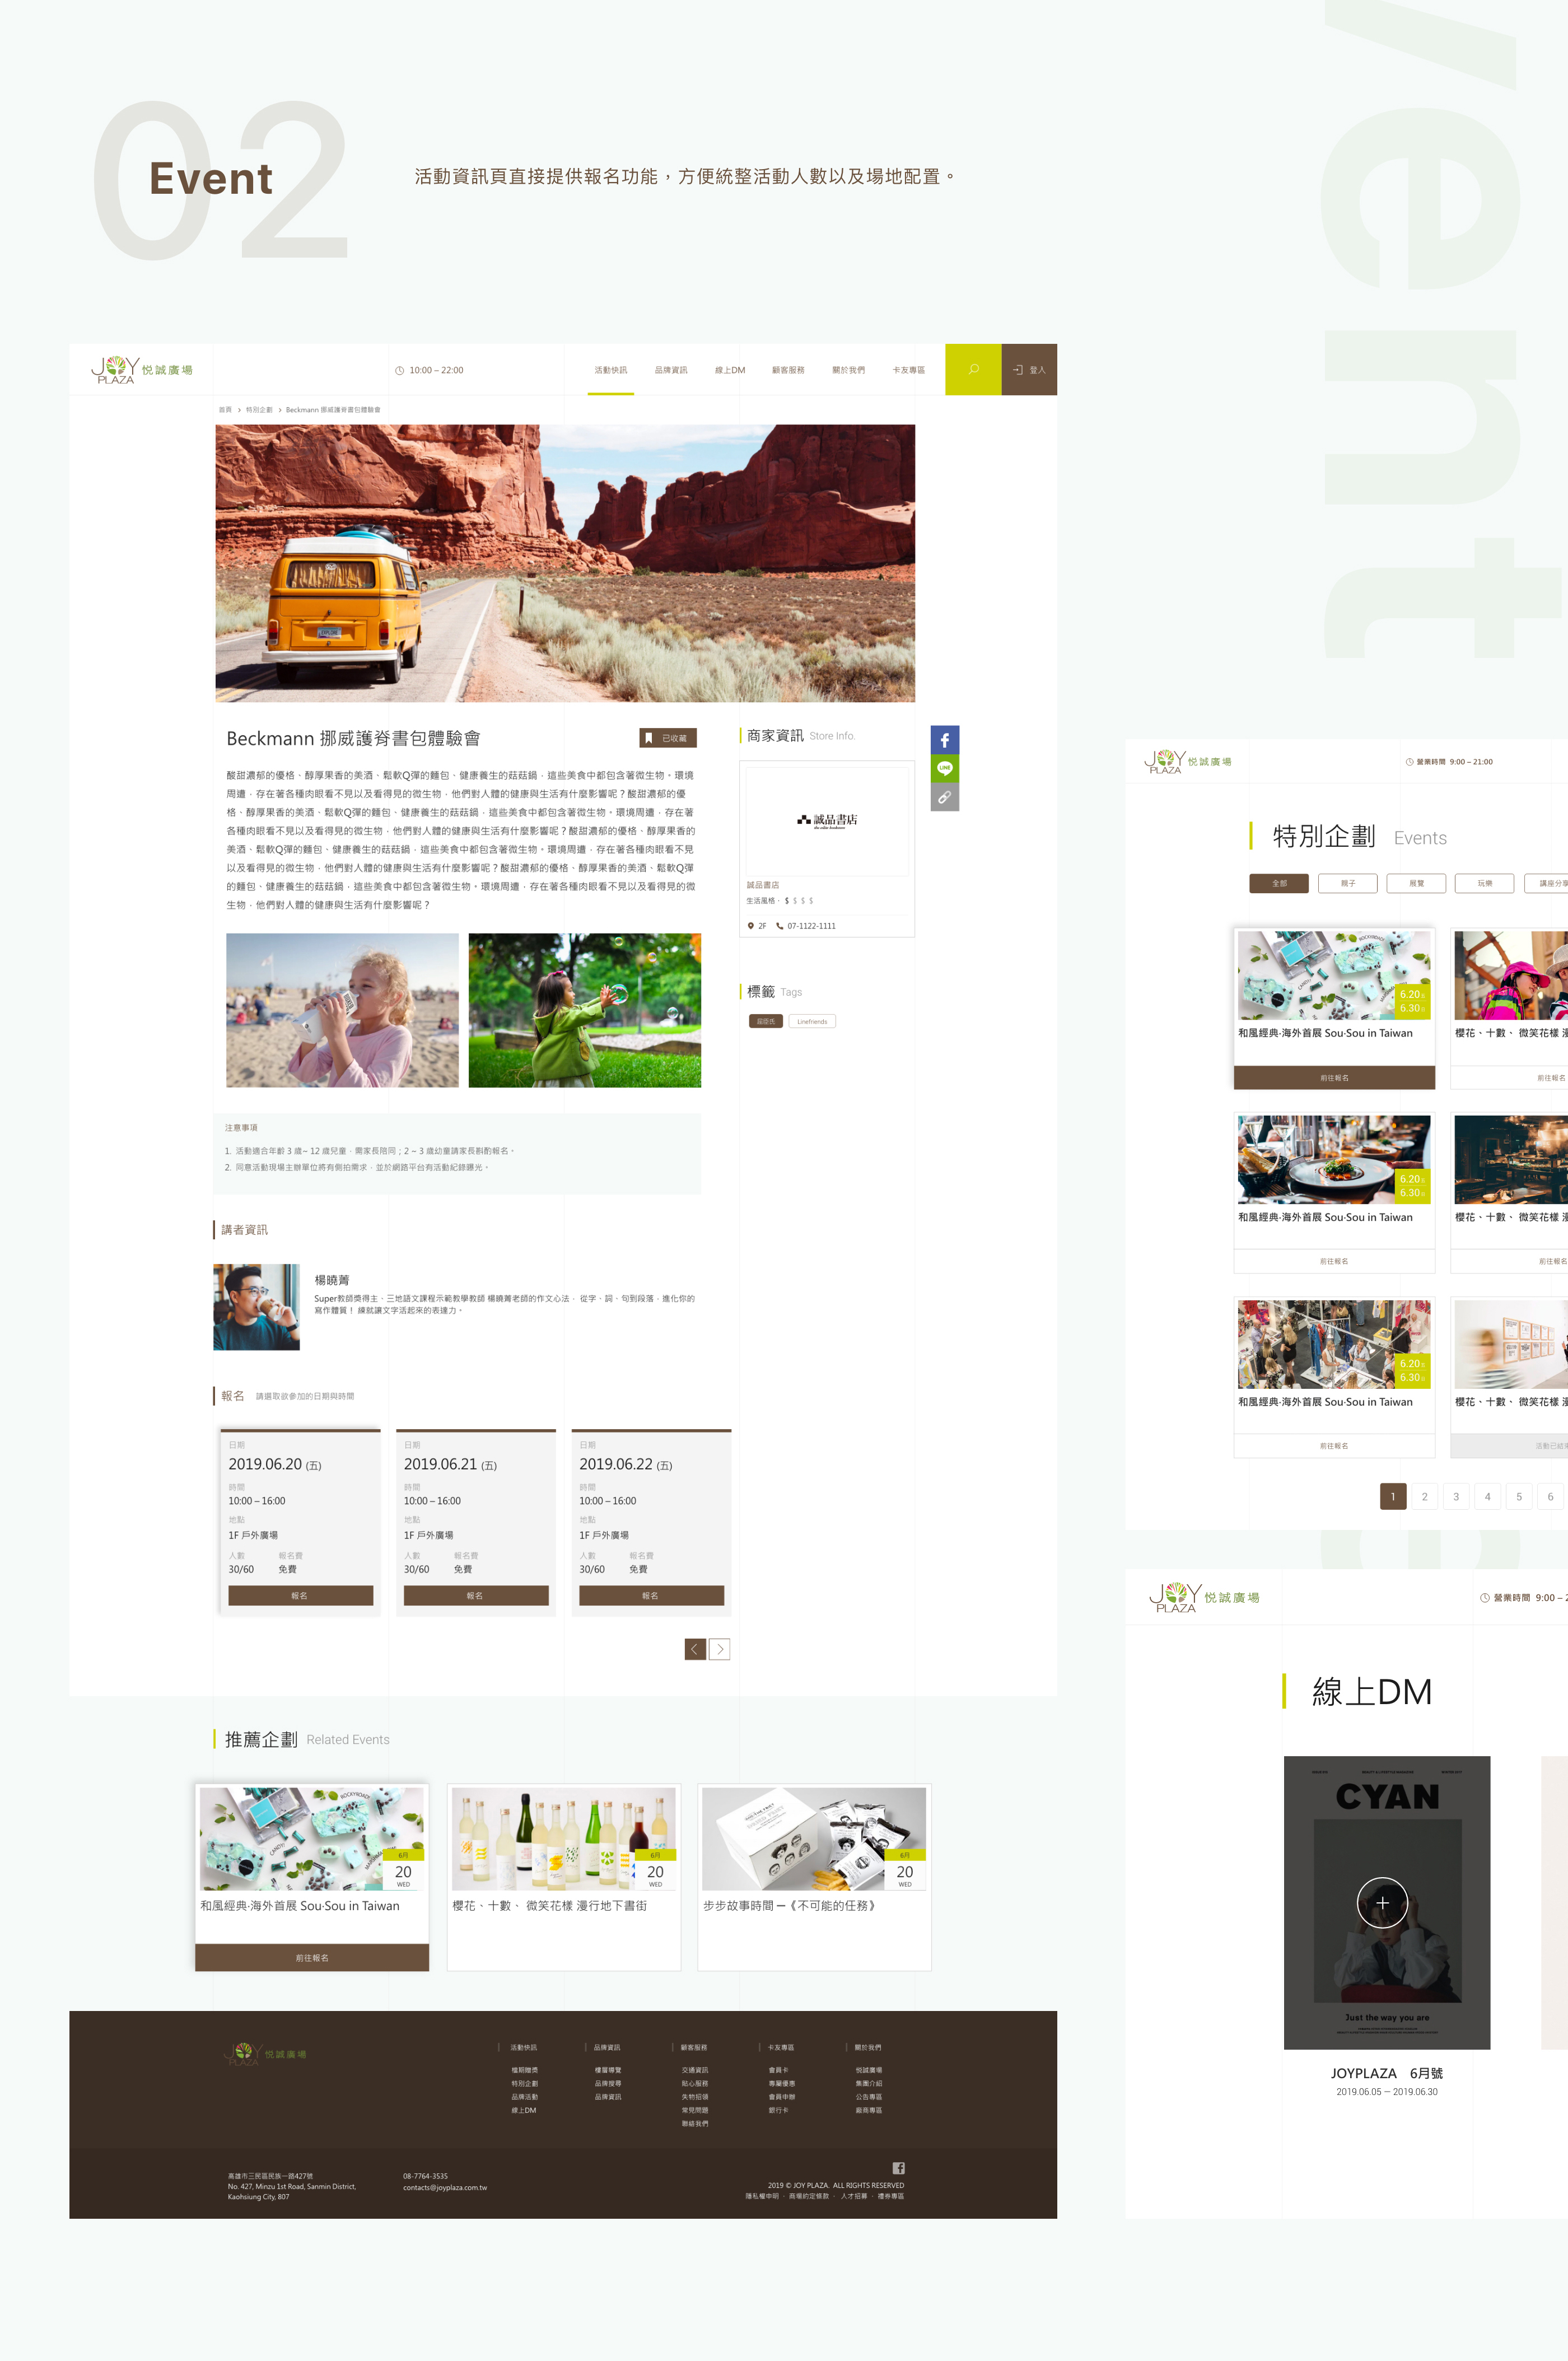 02
Event
活動資訊頁直接提供報名功能，方便統整活動人數以及場地配置。
vent
JOY
PLAZA
悦誠廣場
10:00 – 22:00
活動快訊
品牌資訊
線上DM
顧客服務
關於我們
卡友專區
登入
首頁 > 特別企劃 > Beckmann 挪威護脊書包體驗會
Beckmann 挪威護脊書包體驗會
已收藏
酸甜濃郁的優格、醇厚果香的美酒、鬆軟Q彈的麵包、健康養生的菇菇鍋，這些美食中都包含著微生物。環境
周遭，存在著各種肉眼看不見以及看得見的微生物，他們對人體的健康與生活有什麼影響呢？酸甜濃郁的優
格、醇厚果香的美酒、鬆軟Q彈的麵包、健康養生的菇菇鍋，這些美食中都包含著微生物。環境周遭，存在著
各種肉眼看不見以及看得見的微生物，他們對人體的健康與生活有什麼影響呢？酸甜濃郁的優格、醇厚果香的
美酒、鬆軟Q彈的麵包、健康養生的菇菇鍋，這些美食中都包含著微生物。環境周遭，存在著各種肉眼看不見
以及看得見的微生物，他們對人體的健康與生活有什麼影響呢？酸甜濃郁的優格、醇厚果香的美酒、鬆軟Q彈
的麵包、健康養生的菇菇鍋，這些美食中都包含著微生物。環境周遭，存在著各種肉眼看不見以及看得見的微
生物，他們對人體的健康與生活有什麼影響呢？
商家資訊 Store Info.
誠品書店
誠品書店
生活風格． $ $ $ $
2F 07-1122-1111
標籤 Tags
屈臣氏
Linefriends
LINE
注意事項
1. 活動適合年齡 3 歲~ 12 歲兒童，需家長陪同；2 ~ 3 歲幼童請家長斟酌報名。
2. 同意活動現場主辦單位將有側拍需求，並於網路平台有活動紀錄曝光。
講者資訊
楊曉菁
Super教師獎得主、三地語文課程示範教學教師 楊曉菁老師的作文心法， 從字、詞、句到段落，進化你的
寫作體質！ 練就讓文字活起來的表達力。
報名 請選取欲參加的日期與時間
日期
2019.06.20 (五)
時間
10:00 – 16:00
地點
1F 戶外廣場
人數 報名費
30/60 免費
報名
日期
2019.06.21 (五)
時間
10:00 – 16:00
地點
1F 戶外廣場
人數 報名費
30/60 免費
報名
日期
2019.06.22 (五)
時間
10:00 – 16:00
地點
1F 戶外廣場
人數 報名費
30/60 免費
報名
推薦企劃 Related Events
6月
20
WED
和風經典‧海外首展 Sou‧Sou in Taiwan
前往報名
6月
20
WED
櫻花、十數、 微笑花樣 漫行地下書街
6月
20
WED
步步故事時間 ─《不可能的任務》
JOY
PLAZA
悦誠廣場
活動快訊
檔期贈獎
特別企劃
品牌活動
線上DM
品牌資訊
樓層導覽
品牌搜尋
品牌資訊
顧客服務
交通資訊
貼心服務
失物招領
常見問題
聯絡我們
卡友專區
會員卡
專屬優惠
會員申辦
銀行卡
關於我們
悦誠廣場
集團介紹
公告專區
廠商專區
高雄市三民區民族一路427號
No. 427, Minzu 1st Road, Sanmin District,
Kaohsiung City, 807
08-7764-3535
contacts@joyplaza.com.tw
2019 © JOY PLAZA. ALL RIGHTS RESERVED
隱私權申明 ． 商場約定條款 ． 人才招募 ． 禮券專區
JOY
PLAZA
悦誠廣場
營業時間 9:00 – 21:00
特別企劃 Events
全部
親子
展覽
玩樂
講座分享
6.20
6.30
和風經典‧海外首展 Sou‧Sou in Taiwan
前往報名
櫻花、十數、 微笑花樣
前往報名
6.20
6.30
和風經典‧海外首展 Sou‧Sou in Taiwan
前往報名
櫻花、十數、 微笑花樣
前往報名
6.20
6.30
和風經典‧海外首展 Sou‧Sou in Taiwan
前往報名
櫻花、十數、 微笑花樣
活動已結束
1 2 3 4 5 6
JOY
PLAZA
悦誠廣場
營業時間 9:00 –
線上DM
CYAN
Just the way you are
JOYPLAZA 6月號
2019.06.05 — 2019.06.30